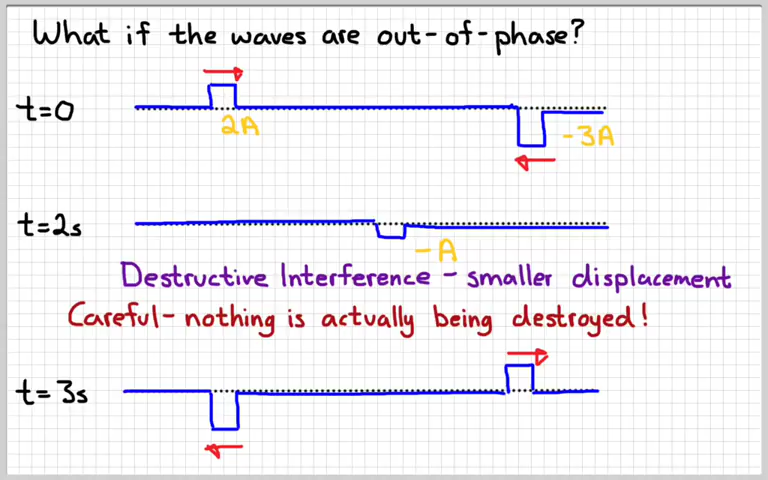 What if the waves are out-of-phase?
t=0
2A
-3A
t=2s
-A
Destructive Interference - smaller displacement
Careful-nothing is actually being destroyed!
t=3s